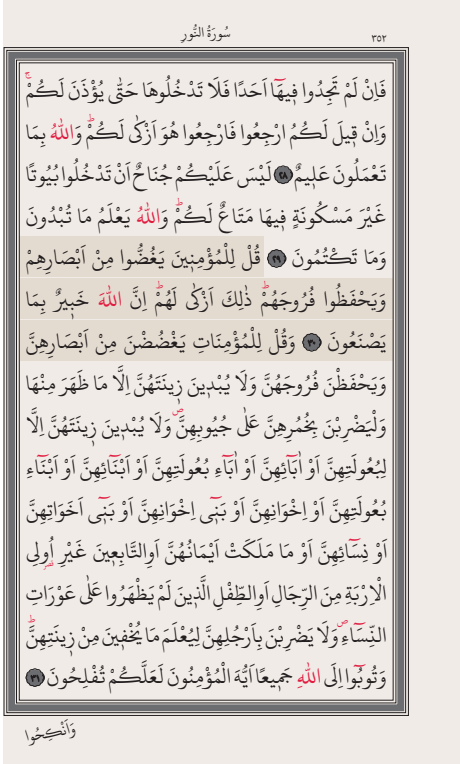 سُورَةُ النُّورِ
٣٥٢
فَاِنْ لَمْ تَجِدُوا فٖيهَٓا اَحَدًا فَلَا تَدْخُلُوهَا حَتّٰى يُؤْذَنَ لَكُمْۚ
وَاِنْ قٖيلَ لَكُمُ ارْجِعُوا فَارْجِعُوا هُوَ اَزْكٰى لَكُمْؕ وَاللّٰهُ بِمَا
تَعْمَلُونَ عَلٖيمٌ ﴿٢٨﴾ لَيْسَ عَلَيْكُمْ جُنَاحٌ اَنْ تَدْخُلُوا بُيُوتًا
غَيْرَ مَسْكُونَةٍ فٖيهَا مَتَاعٌ لَكُمْؕ وَاللّٰهُ يَعْلَمُ مَا تُبْدُونَ
وَمَا تَكْتُمُونَ ﴿٢٩﴾ قُلْ لِلْمُؤْمِنٖينَ يَغُضُّوا مِنْ اَبْصَارِهِمْ
وَيَحْفَظُوا فُرُوجَهُمْؕ ذٰلِكَ اَزْكٰى لَهُمْؕ اِنَّ اللّٰهَ خَبٖيرٌ بِمَا
يَصْنَعُونَ ﴿٣٠﴾ وَقُلْ لِلْمُؤْمِنَاتِ يَغْضُضْنَ مِنْ اَبْصَارِهِنَّ
وَيَحْفَظْنَ فُرُوجَهُنَّ وَلَا يُبْدٖينَ زٖينَتَهُنَّ اِلَّا مَا ظَهَرَ مِنْهَا
وَلْيَضْرِبْنَ بِخُمُرِهِنَّ عَلٰى جُيُوبِهِنَّࣕ وَلَا يُبْدٖينَ زٖينَتَهُنَّ اِلَّا
لِبُعُولَتِهِنَّ اَوْ اٰبَٓائِهِنَّ اَوْ اٰبَٓاءِ بُعُولَتِهِنَّ اَوْ اَبْنَٓائِهِنَّ اَوْ اَبْنَٓاءِ
بُعُولَتِهِنَّ اَوْ اِخْوَانِهِنَّ اَوْ بَنٖٓى اِخْوَانِهِنَّ اَوْ بَنٖٓى اَخَوَاتِهِنَّ
اَوْ نِسَٓائِهِنَّ اَوْ مَا مَلَكَتْ اَيْمَانُهُنَّ اَوِ التَّابِعٖينَ غَيْرِ اُولِى
الْاِرْبَةِ مِنَ الرِّجَالِ اَوِ الطِّفْلِ الَّذٖينَ لَمْ يَظْهَرُوا عَلٰى عَوْرَاتِ
النِّسَٓاءِࣕ وَلَا يَضْرِبْنَ بِاَرْجُلِهِنَّ لِيُعْلَمَ مَا يُخْفٖينَ مِنْ زٖينَتِهِنَّؕ
وَتُوبُٓوا اِلَى اللّٰهِ جَمٖيعًا اَيُّهَ الْمُؤْمِنُونَ لَعَلَّكُمْ تُفْلِحُونَ ﴿٣١﴾
وَاَنْكِحُوا